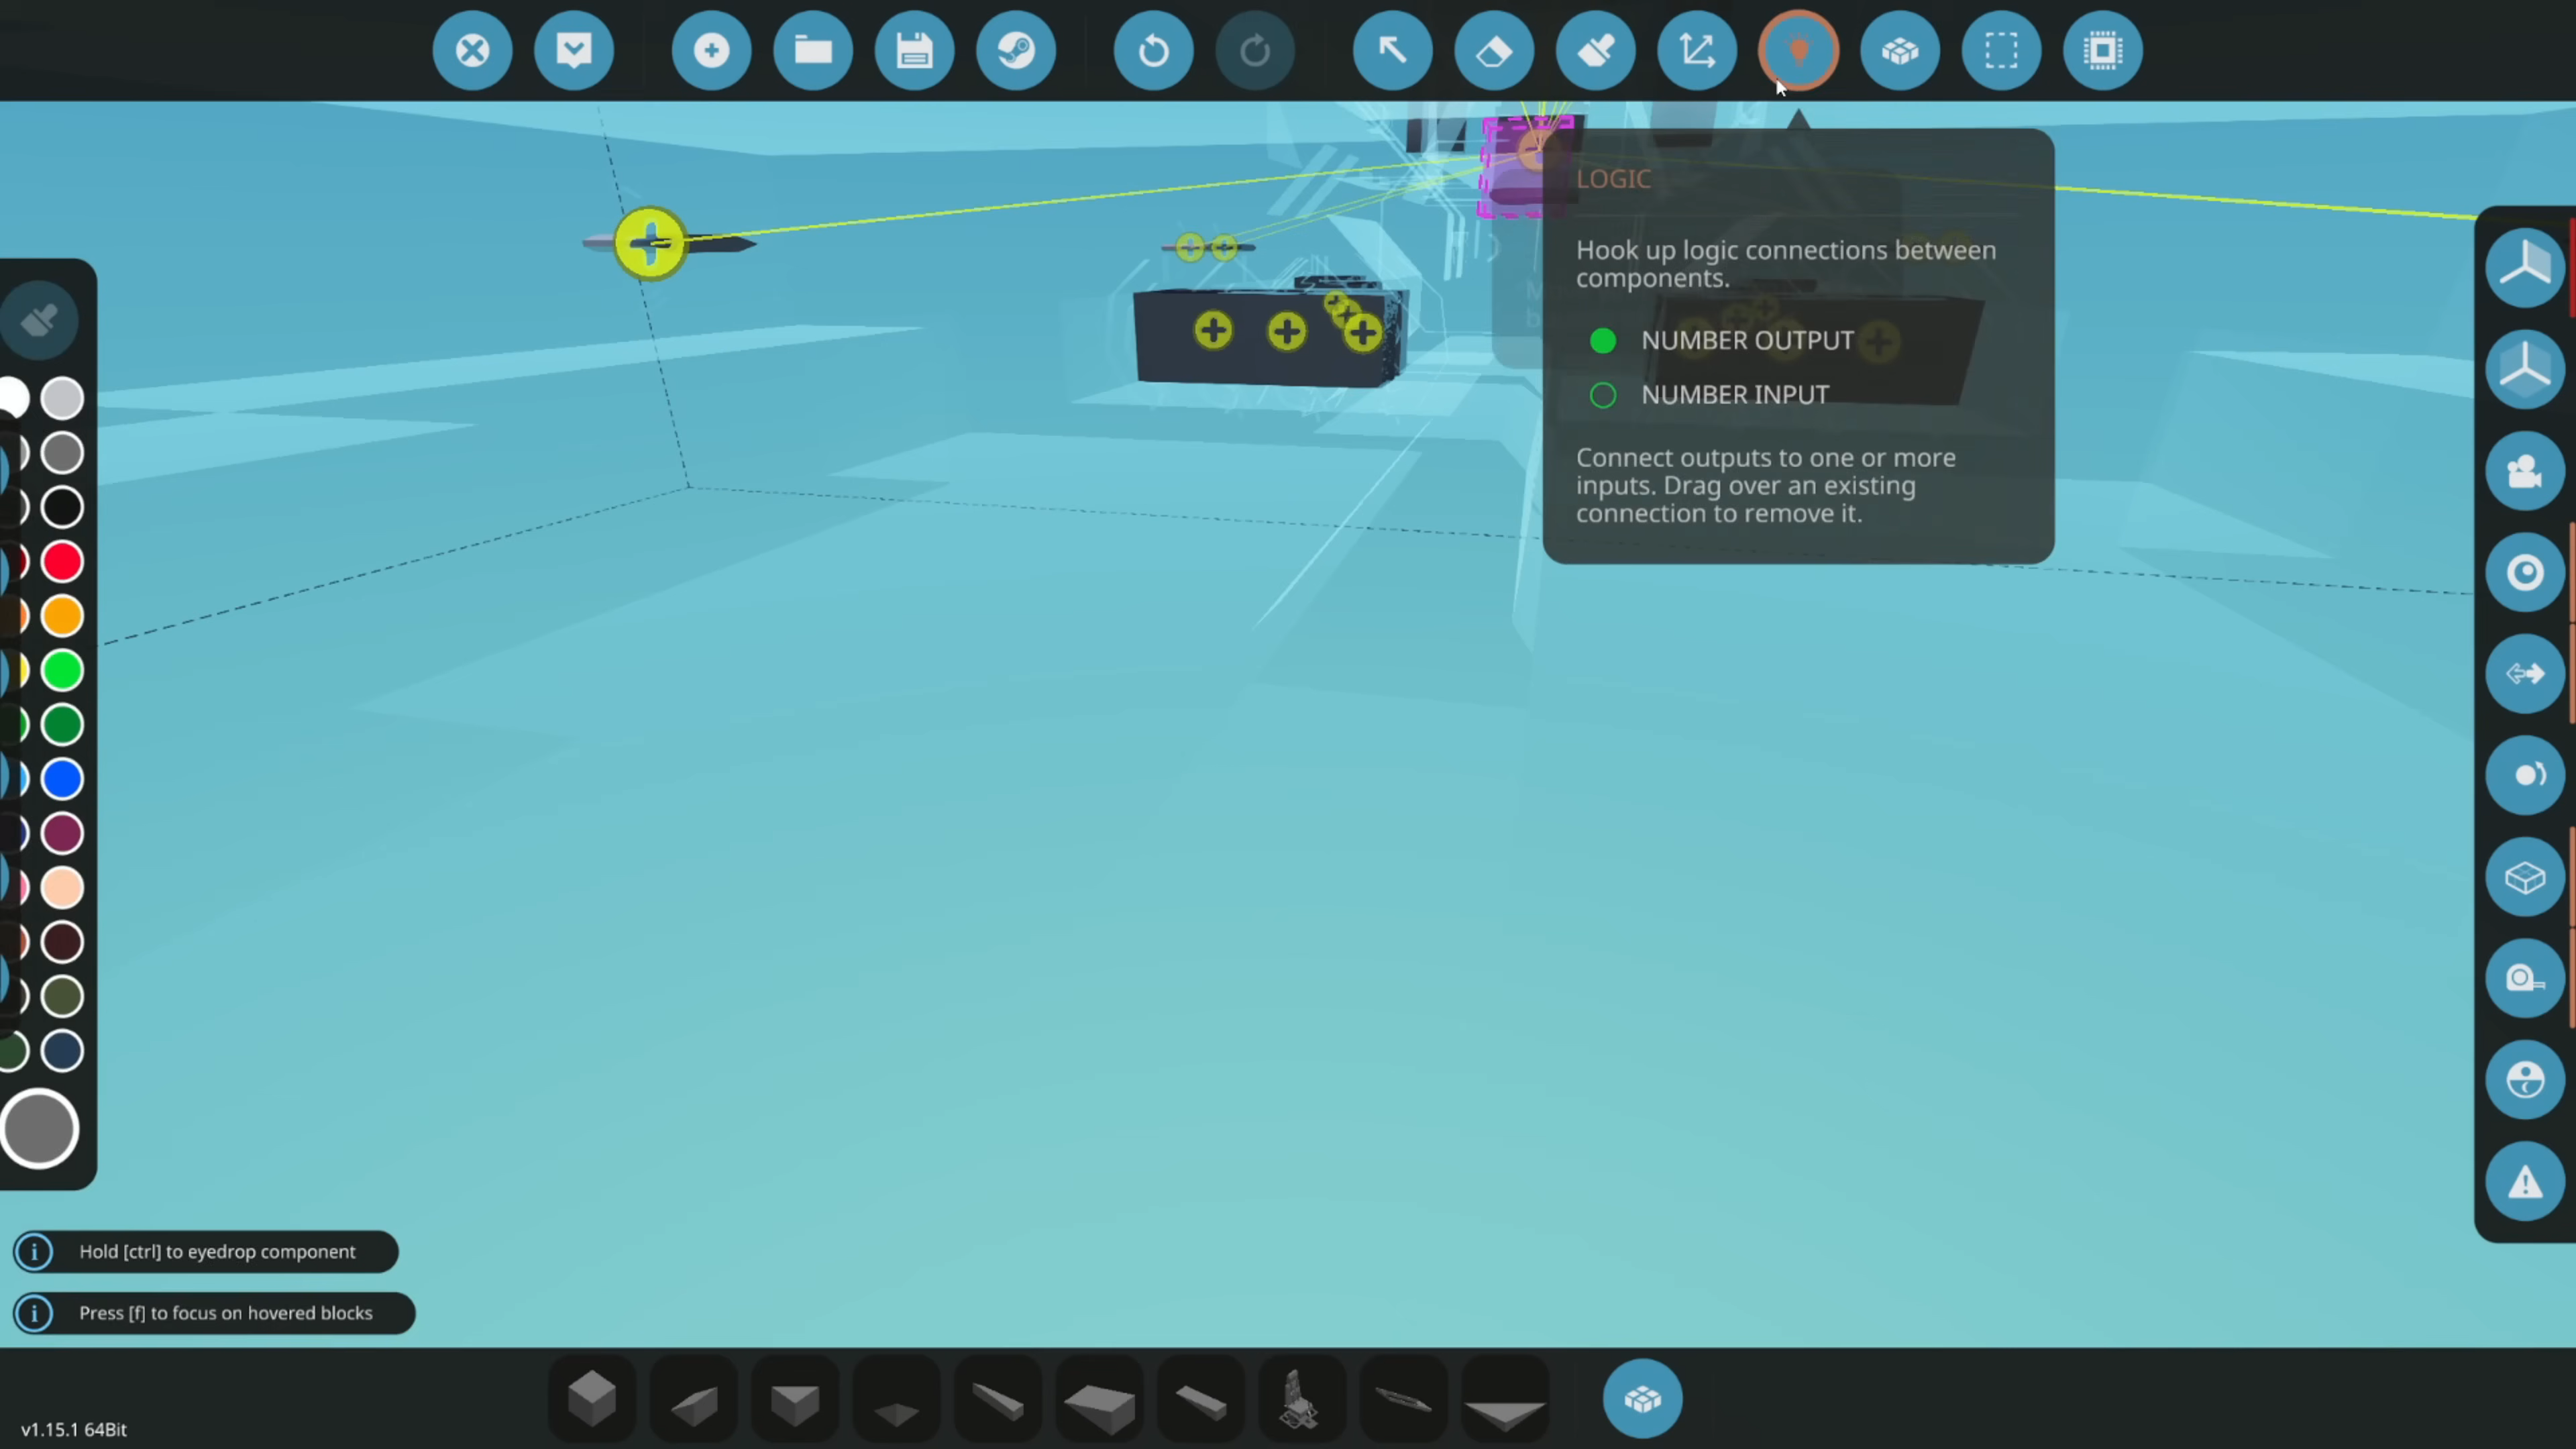 LOGIC
Hook up logic connections between
components.
NUMBER OUTPUT
NUMBER INPUT
Connect outputs to one or more
inputs. Drag over an existing
connection to remove it.
Hold [ctrl] to eyedrop component
Press [f] to focus on hovered blocks
v1.15.1 64Bit